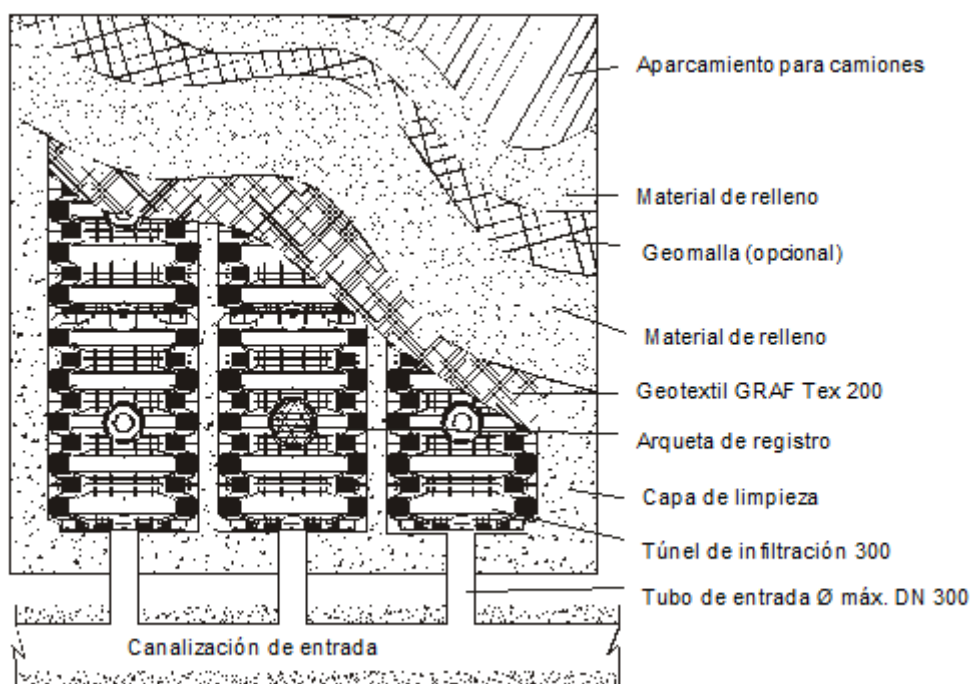 Aparcamiento para camiones
Material de relleno
Geomalla (opcional)
Material de relleno
Geotextil GRAF Tex 200
Arqueta de registro
Capa de limpieza
Túnel de infiltración 300
Tubo de entrada Ø máx. DN 300
Canalización de entrada